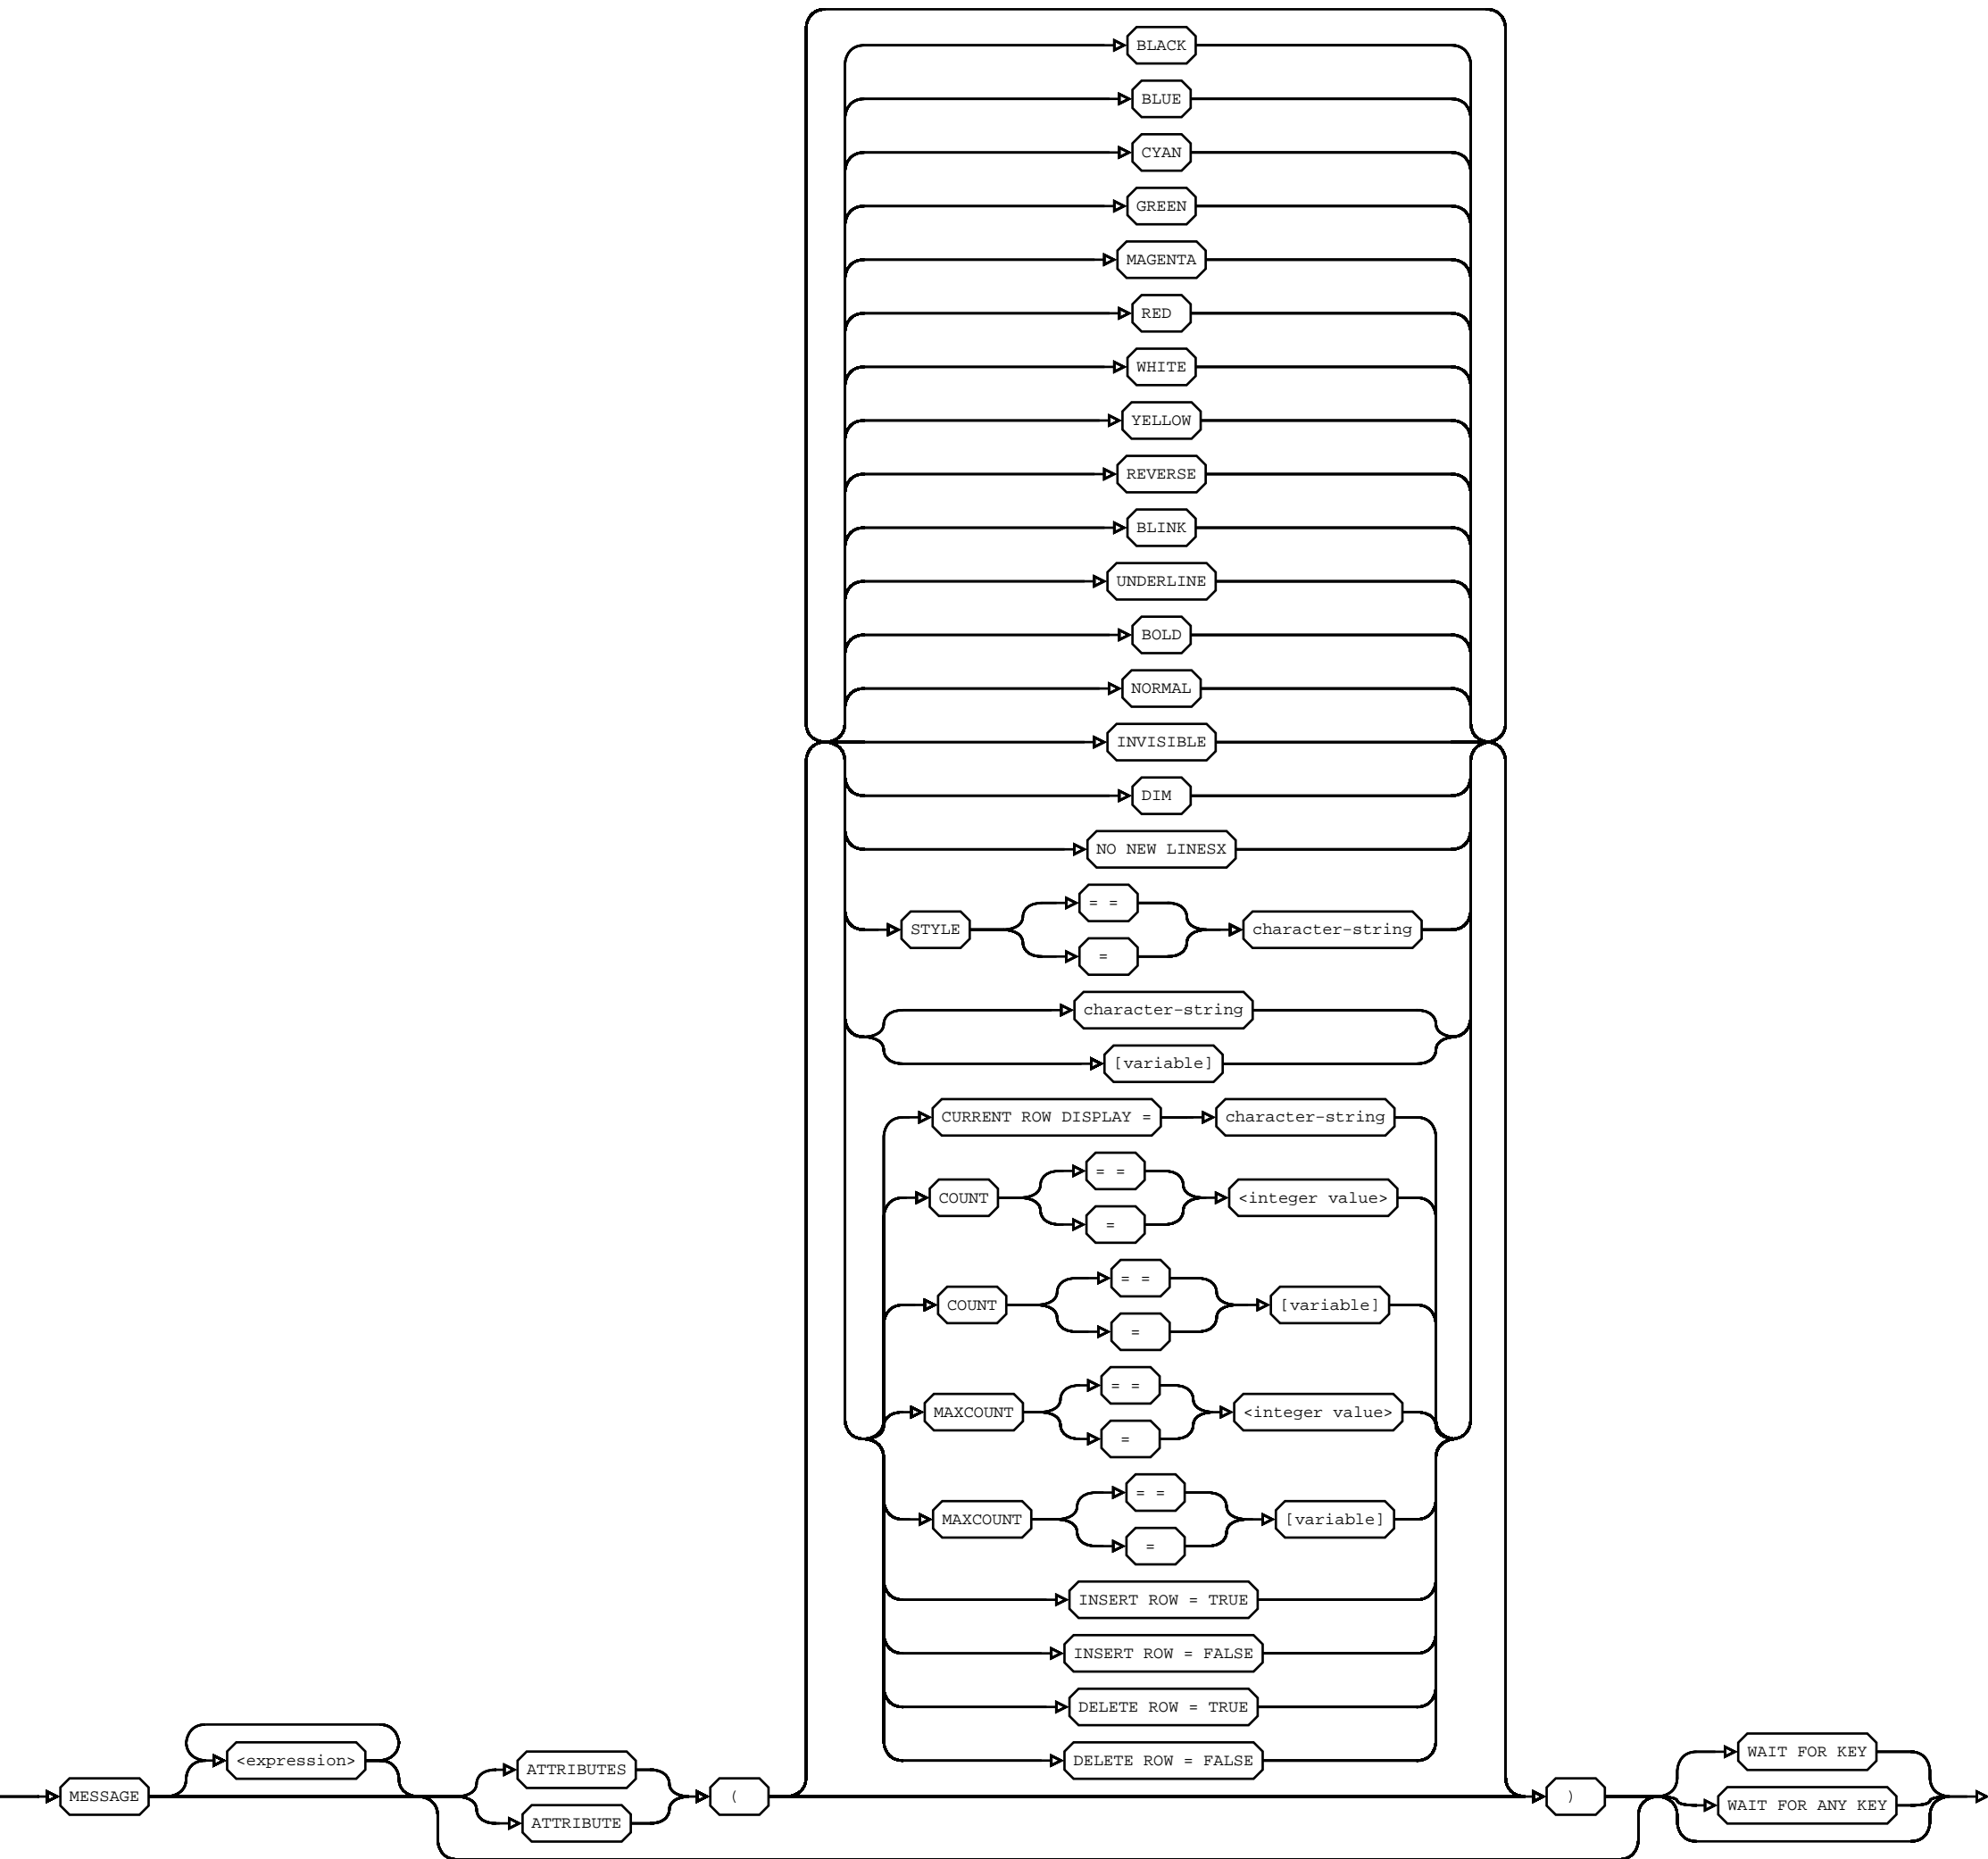 BLACK
BLUE
CYAN
GREEN
MAGENTA
RED
WHITE
YELLOW
REVERSE
BLINK
UNDERLINE
BOLD
NORMAL
INVISIBLE
DIM
NO NEW LINESX
= =
STYLE character-string
=
character-string
[variable]
CURRENT ROW DISPLAY = character-string
= =
COUNT <integer value>
=
= =
COUNT [variable]
=
= =
MAXCOUNT <integer value>
=
= =
MAXCOUNT [variable]
=
INSERT ROW = TRUE
INSERT ROW = FALSE
DELETE ROW = TRUE
DELETE ROW = FALSE
WAIT FOR KEY
<expression>
ATTRIBUTES
MESSAGE ( )
WAIT FOR ANY KEY
ATTRIBUTE